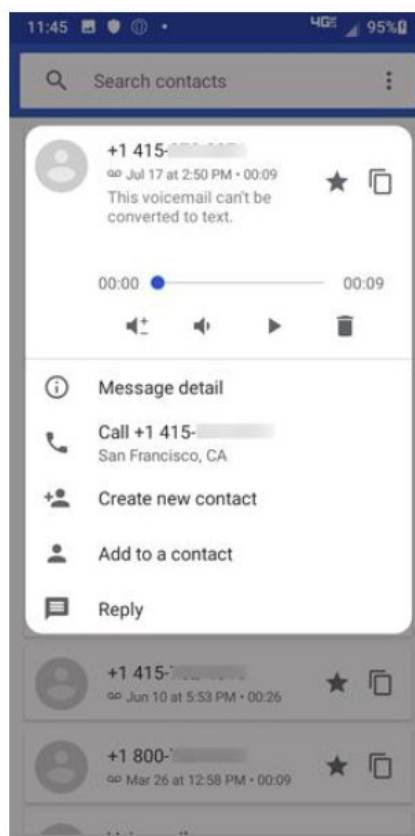 11:45
4G 95%
Search contacts
+1 415-
Jul 17 at 2:50 PM • 00:09
This voicemail can't be
converted to text.
00:00 00:09
Message detail
Call +1 415-
San Francisco, CA
Create new contact
Add to a contact
Reply
+1 415-
Jun 10 at 5:53 PM • 00:26
+1 800-
Mar 26 at 12:58 PM • 00:09